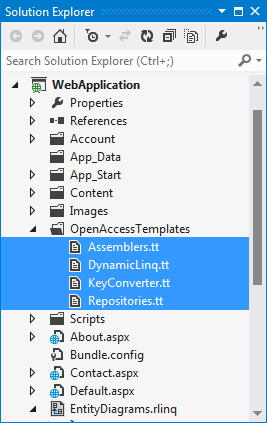 Solution Explorer
Search Solution Explorer (Ctrl+;)
WebApplication
Properties
References
Account
App_Data
App_Start
Content
Images
OpenAccessTemplates
Assemblers.tt
DynamicLinq.tt
KeyConverter.tt
Repositories.tt
Scripts
About.aspx
Bundle.config
Contact.aspx
Default.aspx
EntityDiagrams.rlinq